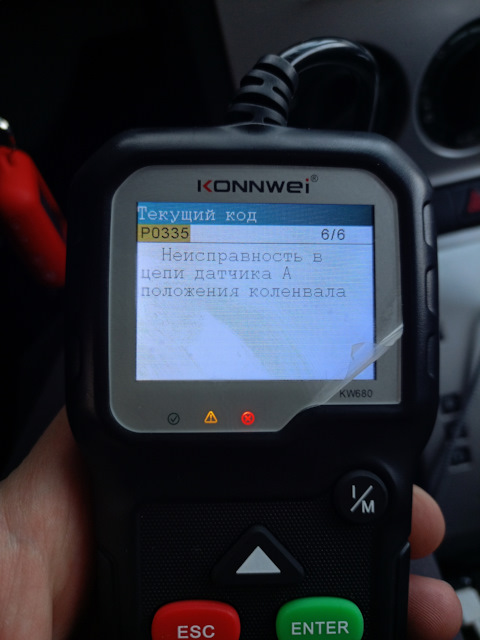 KONNWEI®
Текущий код
P0335 6/6
Неисправность в
цепи датчика А
положения коленвала
KW680
I/M
ESC
ENTER